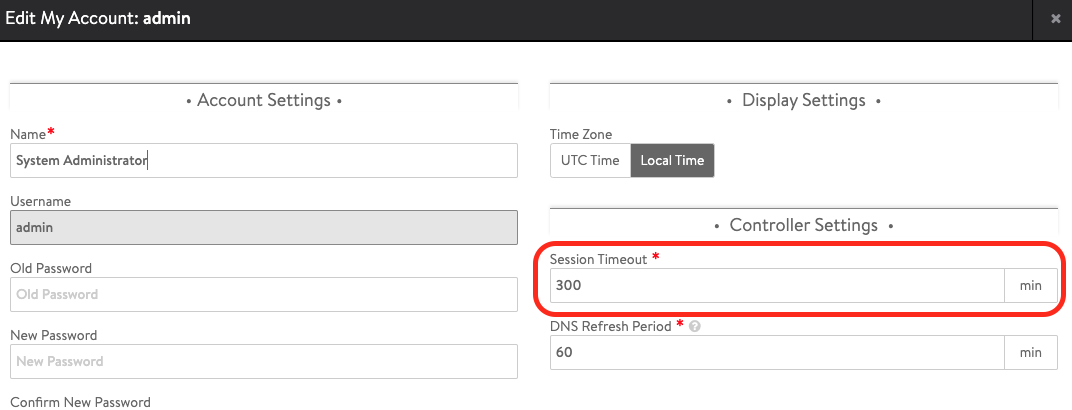 Edit My Account: admin
×
• Account Settings •
Name*
System Administrator
Username
admin
Old Password
Old Password
New Password
New Password
Confirm New Password
• Display Settings •
Time Zone
UTC Time
Local Time
• Controller Settings •
Session Timeout *
300
min
DNS Refresh Period * ?
60
min